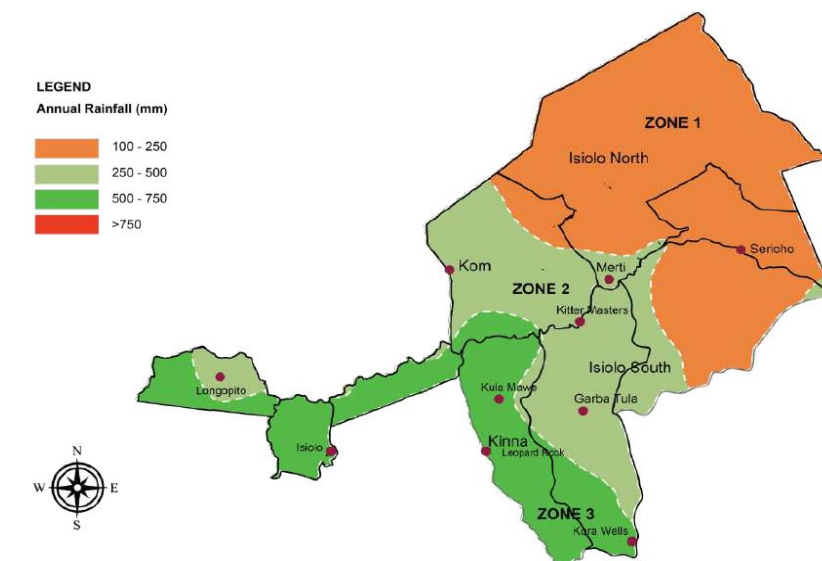 LEGEND
Annual Rainfall (mm)
100 - 250
250 - 500
500 - 750
>750
ZONE 1
Isiolo North
Sericho
Kom
Merti
ZONE 2
Kitter Masters
Isiolo South
Longopito
Kula Mawe
Garba Tula
Isiolo
Kinna
Leopard Rook
ZONE 3
Kora Wells
N
W
E
S